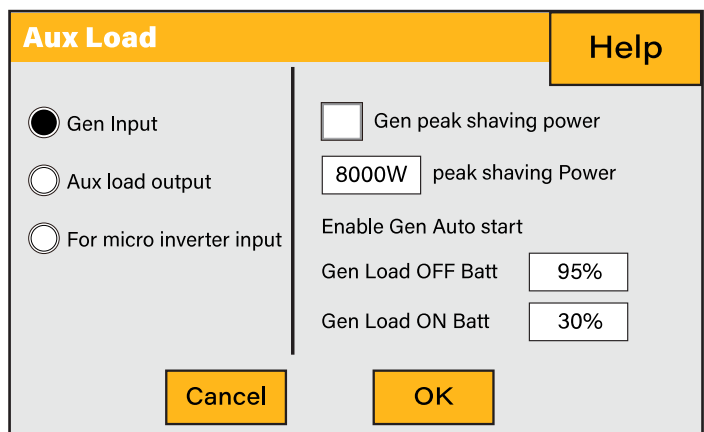 Aux Load
Help
Gen Input
Aux load output
For micro inverter input
Gen peak shaving power
8000W peak shaving Power
Enable Gen Auto start
Gen Load OFF Batt 95%
Gen Load ON Batt 30%
Cancel
OK